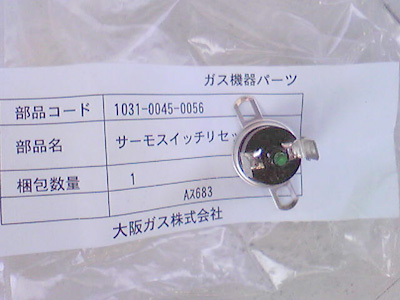 ガス機器パーツ
部品コード 1031-0045-0056
部品名 サーモスイッチリセッ
梱包数量 1
Aス683
大阪ガス株式会社